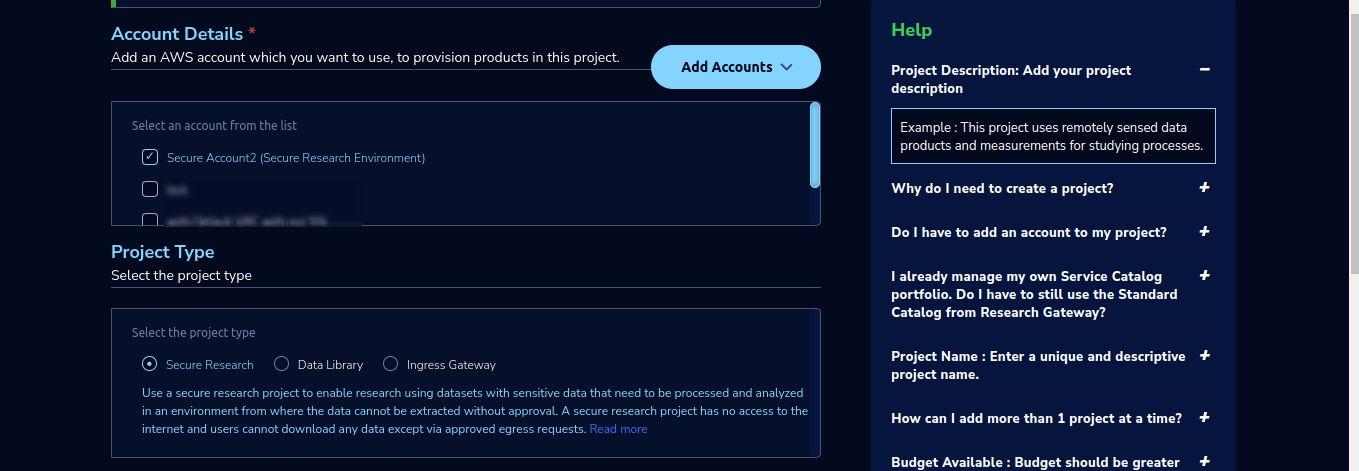 Account Details *
Add an AWS account which you want to use, to provision products in this project.
Add Accounts
Select an account from the list
Secure Account2 (Secure Research Environment)
Project Type
Select the project type
Select the project type
Secure Research
Data Library
Ingress Gateway
Use a secure research project to enable research using datasets with sensitive data that need to be processed and analyzed
in an environment from where the data cannot be extracted without approval. A secure research project has no access to the
internet and users cannot download any data except via approved egress requests. Read more
Help
Project Description: Add your project
description
Example : This project uses remotely sensed data
products and measurements for studying processes.
Why do I need to create a project?
Do I have to add an account to my project?
I already manage my own Service Catalog
portfolio. Do I have to still use the Standard
Catalog from Research Gateway?
Project Name : Enter a unique and descriptive
project name.
How can I add more than 1 project at a time?
Budget Available : Budget should be greater